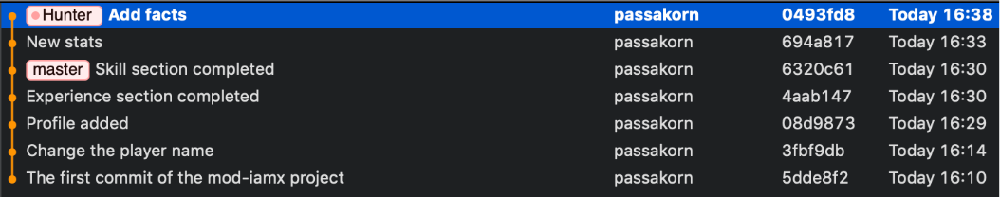 Hunter Add facts passakorn 0493fd8 Today 16:38
New stats passakorn 694a817 Today 16:33
master Skill section completed passakorn 6320c61 Today 16:30
Experience section completed passakorn 4aab147 Today 16:30
Profile added passakorn 08d9873 Today 16:29
Change the player name passakorn 3fbf9db Today 16:14
The first commit of the mod-iamx project passakorn 5dde8f2 Today 16:10